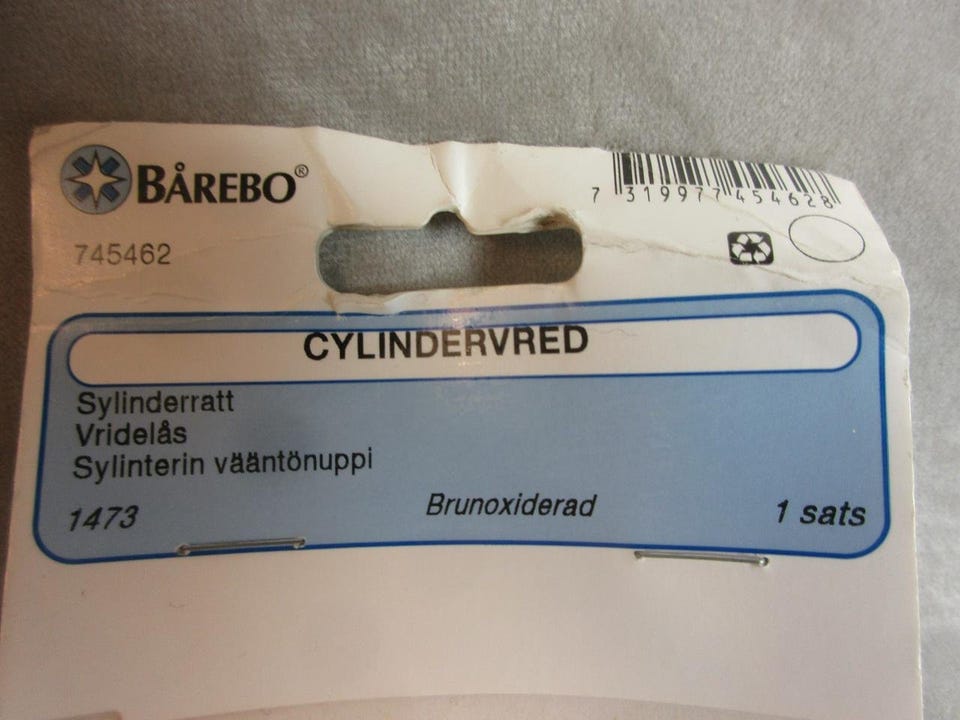 BÅREBO®
7 319977 454628
745462
CYLINDERVRED
Sylinderratt
Vridelås
Sylinterin vääntönuppi
1473 Brunoxiderad 1 sats